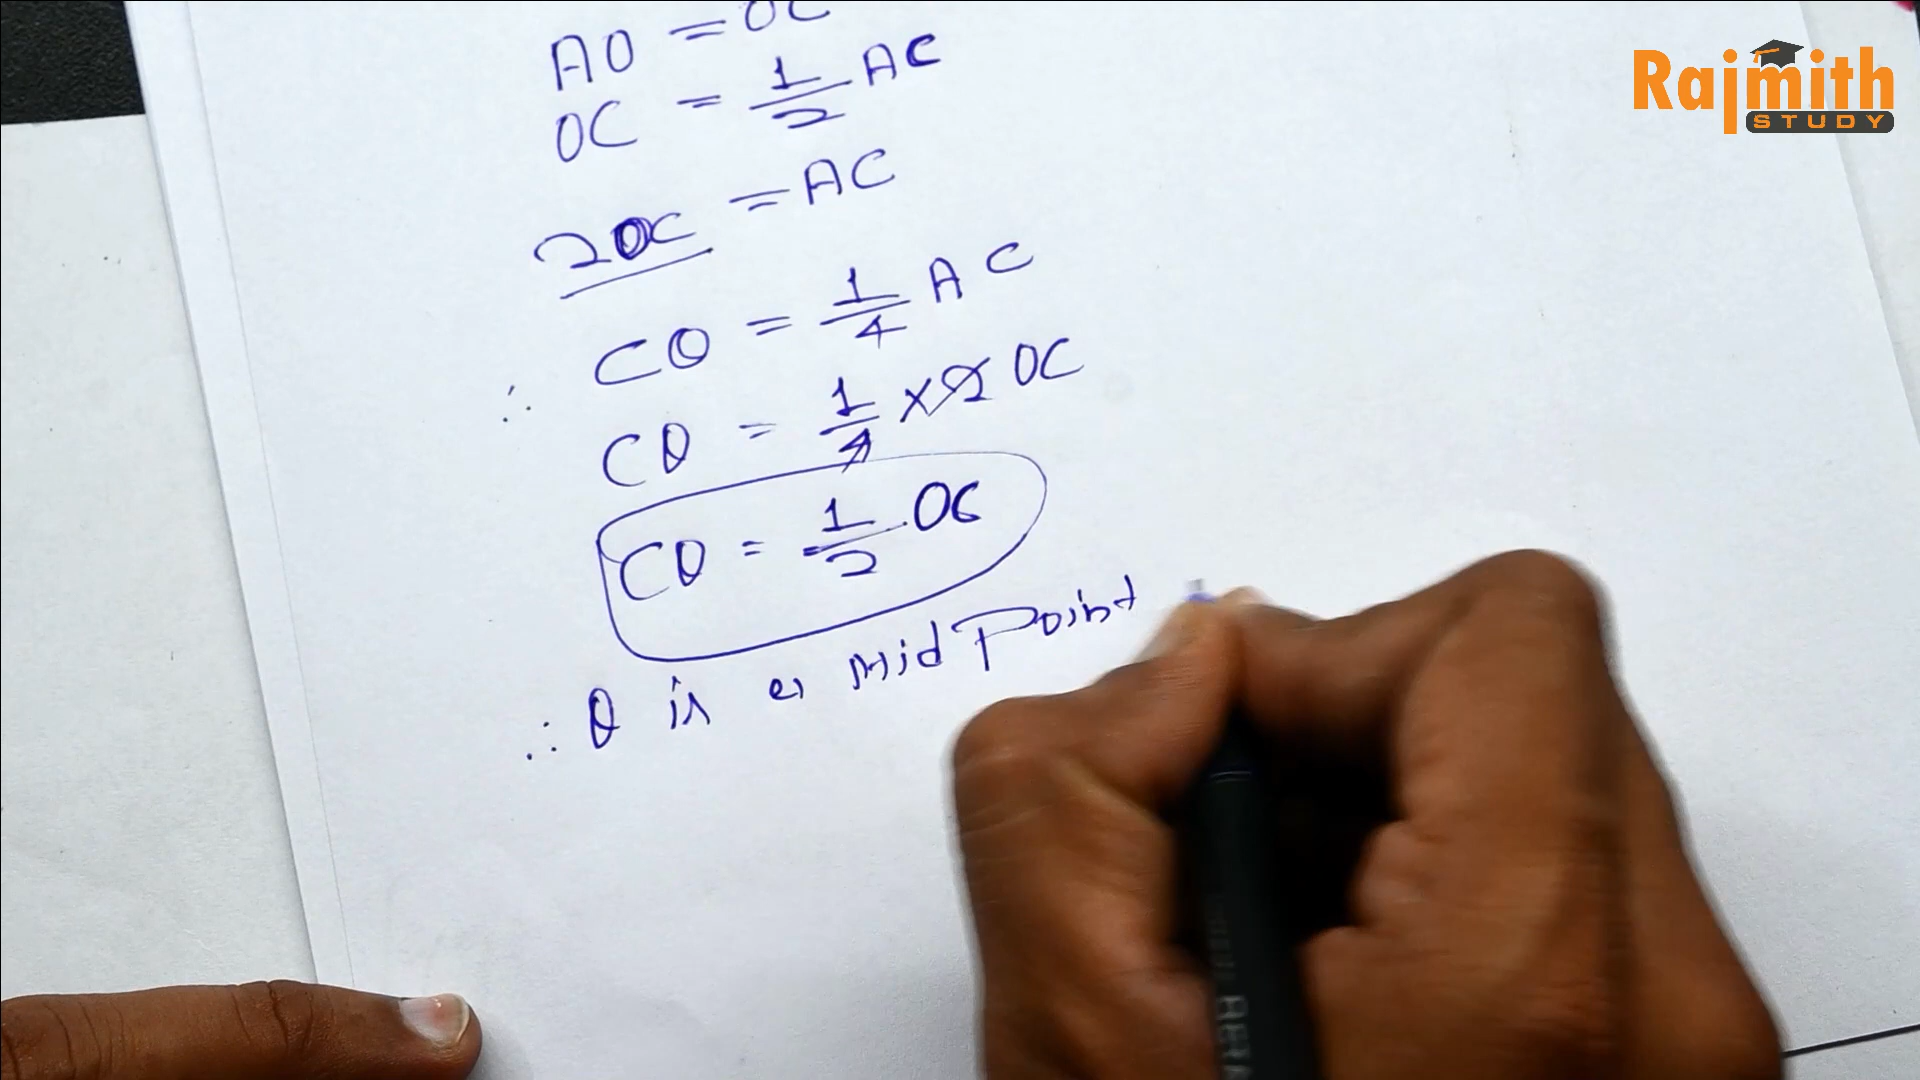 AO = OC
OC = 1/2 AC
2OC = AC
CQ = 1/4 AC
∴
CQ = 1/4 × 2 OC
CQ = 1/2 OC
∴ Q is a Mid Point
Rajmith
STUDY